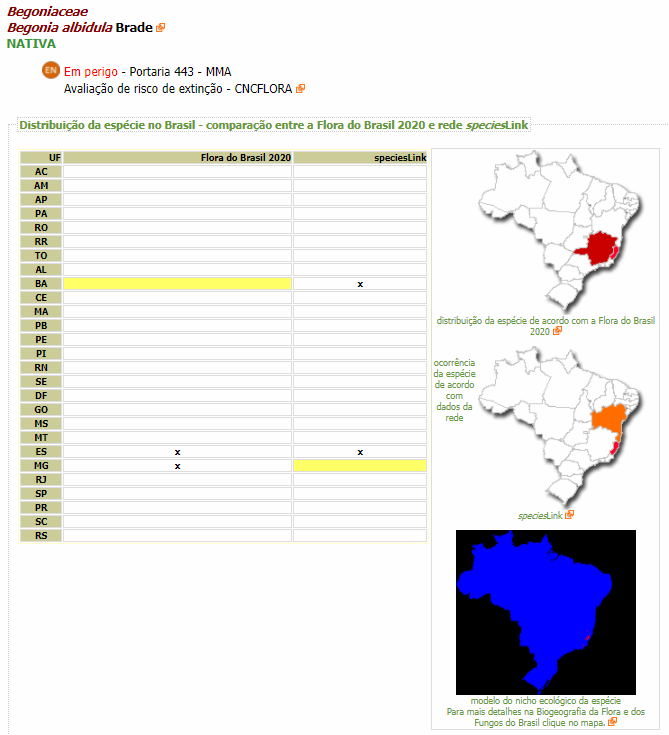 Begoniaceae
Begonia albidula Brade
NATIVA
EN Em perigo - Portaria 443 - MMA
Avaliação de risco de extinção - CNCFLORA
Distribuição da espécie no Brasil - comparação entre a Flora do Brasil 2020 e rede speciesLink
UF Flora do Brasil 2020 speciesLink
AC
AM
AP
PA
RO
RR
TO
AL
BA x
CE
MA
PB
PE
PI
RN
SE
DF
GO
MS
MT
ES x x
MG x
RJ
SP
PR
SC
RS
distribuição da espécie de acordo com a Flora do Brasil
2020
ocorrência
da espécie
de acordo
com
dados da
rede
speciesLink
modelo do nicho ecológico da espécie
Para mais detalhes na Biogeografia da Flora e dos
Fungos do Brasil clique no mapa.